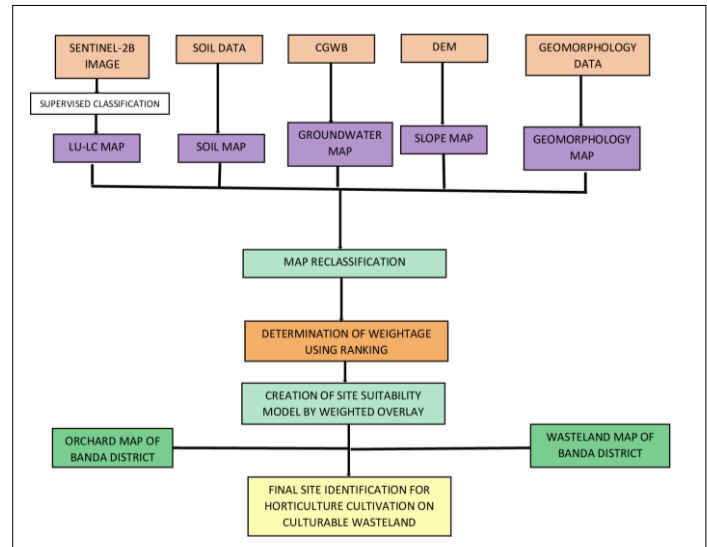 SENTINEL-2B
IMAGE
SOIL DATA
CGWB
DEM
GEOMORPHOLOGY
DATA
SUPERVISED CLASSIFICATION
LU-LC MAP
SOIL MAP
GROUNDWATER
MAP
SLOPE MAP
GEOMORPHOLOGY
MAP
MAP RECLASSIFICATION
DETERMINATION OF WEIGHTAGE
USING RANKING
CREATION OF SITE SUITABILITY
MODEL BY WEIGHTED OVERLAY
ORCHARD MAP OF
BANDA DISTRICT
WASTELAND MAP OF
BANDA DISTRICT
FINAL SITE IDENTIFICATION FOR
HORTICULTURE CULTIVATION ON
CULTURABLE WASTELAND